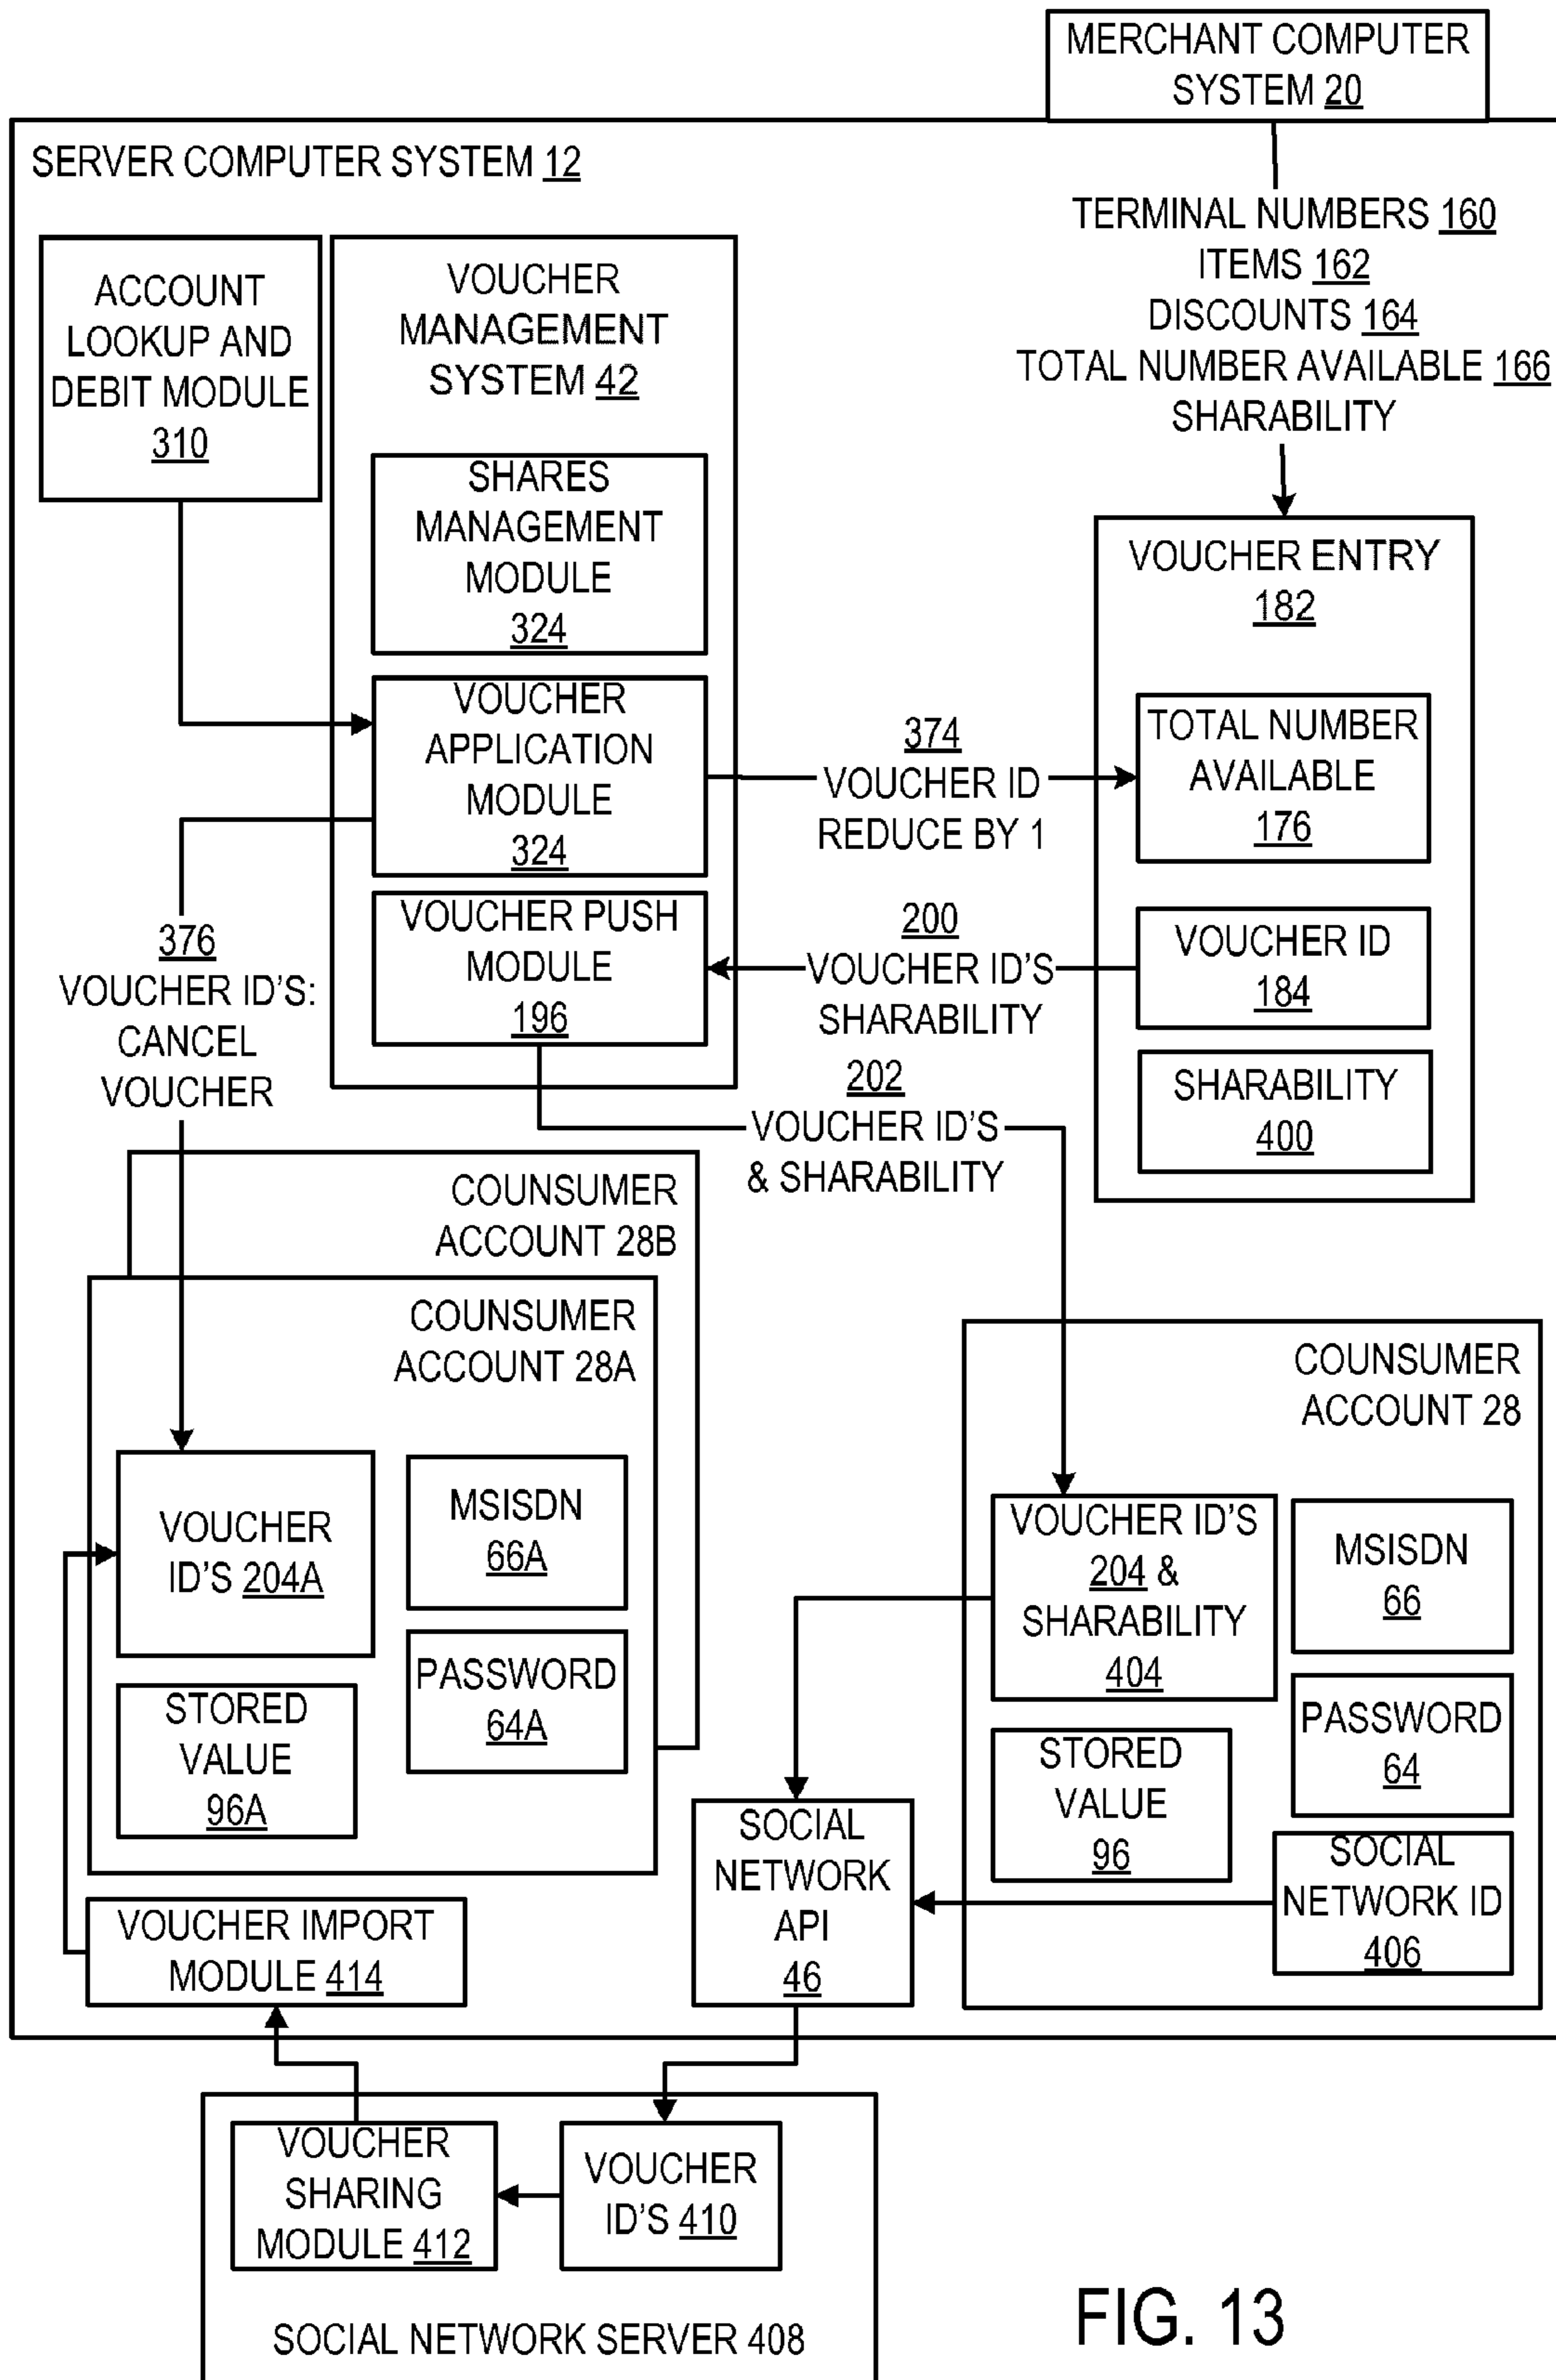 MERCHANT COMPUTER
SYSTEM 20
SERVER COMPUTER SYSTEM 12
TERMINAL NUMBERS 160
ITEMS 162
DISCOUNTS 164
TOTAL NUMBER AVAILABLE 166
SHARABILITY
ACCOUNT
LOOKUP AND
DEBIT MODULE
310
VOUCHER
MANAGEMENT
SYSTEM 42
SHARES
MANAGEMENT
MODULE
324
VOUCHER
APPLICATION
MODULE
324
VOUCHER PUSH
MODULE
196
374
VOUCHER ID
REDUCE BY 1
200
VOUCHER ID'S
SHARABILITY
202
VOUCHER ID'S
& SHARABILITY
VOUCHER ENTRY
182
TOTAL NUMBER
AVAILABLE
176
VOUCHER ID
184
SHARABILITY
400
376
VOUCHER ID'S:
CANCEL
VOUCHER
COUNSUMER
ACCOUNT 28B
COUNSUMER
ACCOUNT 28A
VOUCHER
ID'S 204A
MSISDN
66A
PASSWORD
64A
STORED
VALUE
96A
COUNSUMER
ACCOUNT 28
VOUCHER ID'S
204 &
SHARABILITY
404
MSISDN
66
PASSWORD
64
STORED
VALUE
96
SOCIAL
NETWORK ID
406
SOCIAL
NETWORK
API
46
VOUCHER IMPORT
MODULE 414
VOUCHER
SHARING
MODULE 412
VOUCHER
ID'S 410
SOCIAL NETWORK SERVER 408
FIG. 13